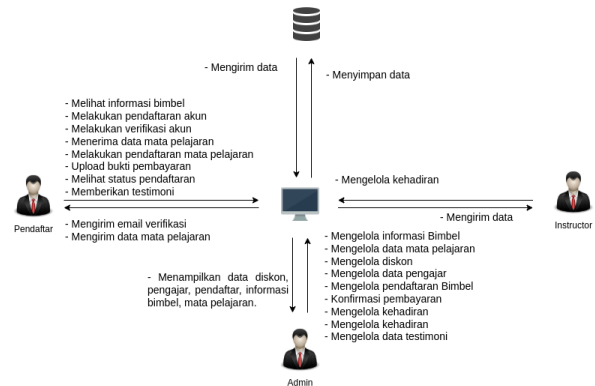 - Mengirim data
- Menyimpan data
- Melihat informasi bimbel
- Melakukan pendaftaran akun
- Melakukan verifikasi akun
- Menerima data mata pelajaran
- Melakukan pendaftaran mata pelajaran
- Upload bukti pembayaran
- Melihat status pendaftaran
- Memberikan testimoni
Pendaftar
- Mengirim email verifikasi
- Mengirim data mata pelajaran
- Mengelola kehadiran
- Mengirim data
Instructor
- Menampilkan data diskon,
pengajar, pendaftar, informasi
bimbel, mata pelajaran.
- Mengelola informasi Bimbel
- Mengelola data mata pelajaran
- Mengelola diskon
- Mengelola data pengajar
- Mengelola pendaftaran Bimbel
- Konfirmasi pembayaran
- Mengelola kehadiran
- Mengelola kehadiran
- Mengelola data testimoni
Admin